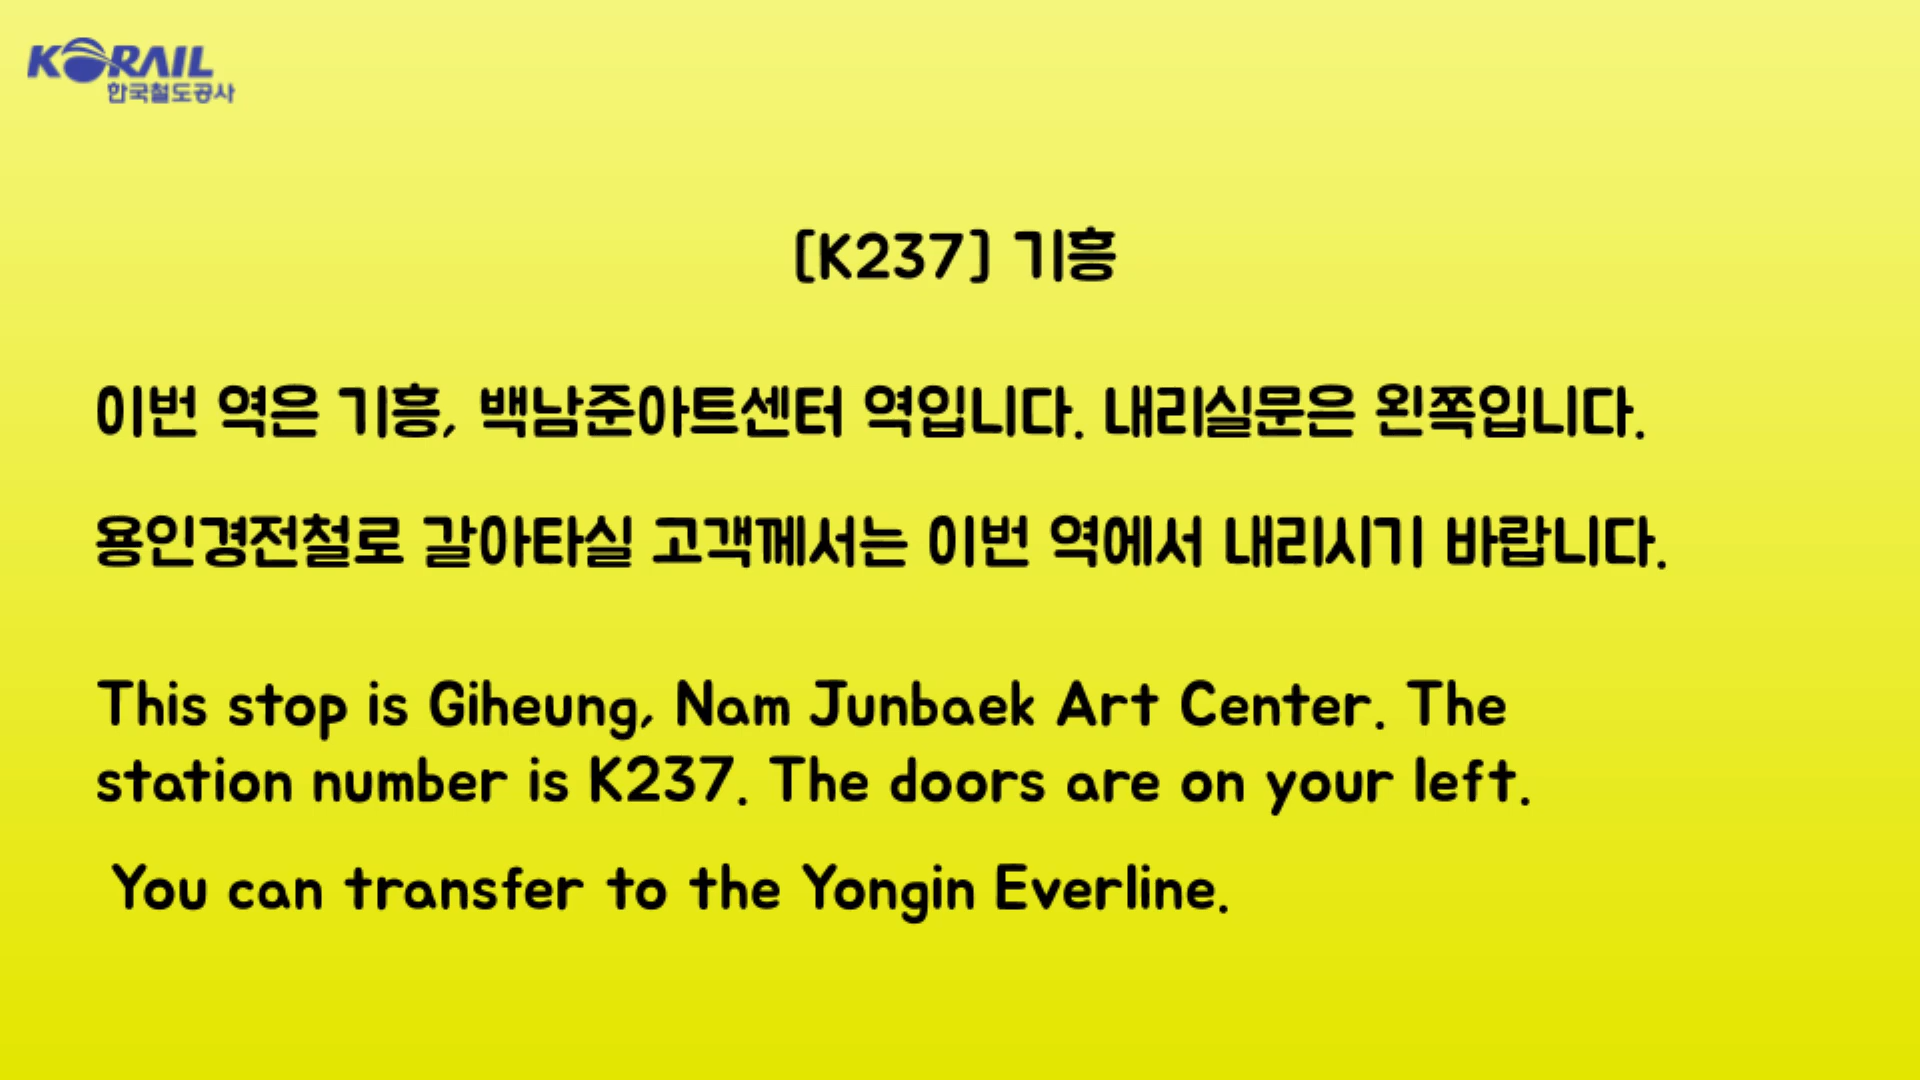 KORAIL
한국철도공사
[K237] 기흥
이번 역은 기흥, 백남준아트센터 역입니다. 내리실문은 왼쪽입니다.
용인경전철로 갈아타실 고객께서는 이번 역에서 내리시기 바랍니다.
This stop is Giheung, Nam Junbaek Art Center. The
station number is K237. The doors are on your left.
You can transfer to the Yongin Everline.